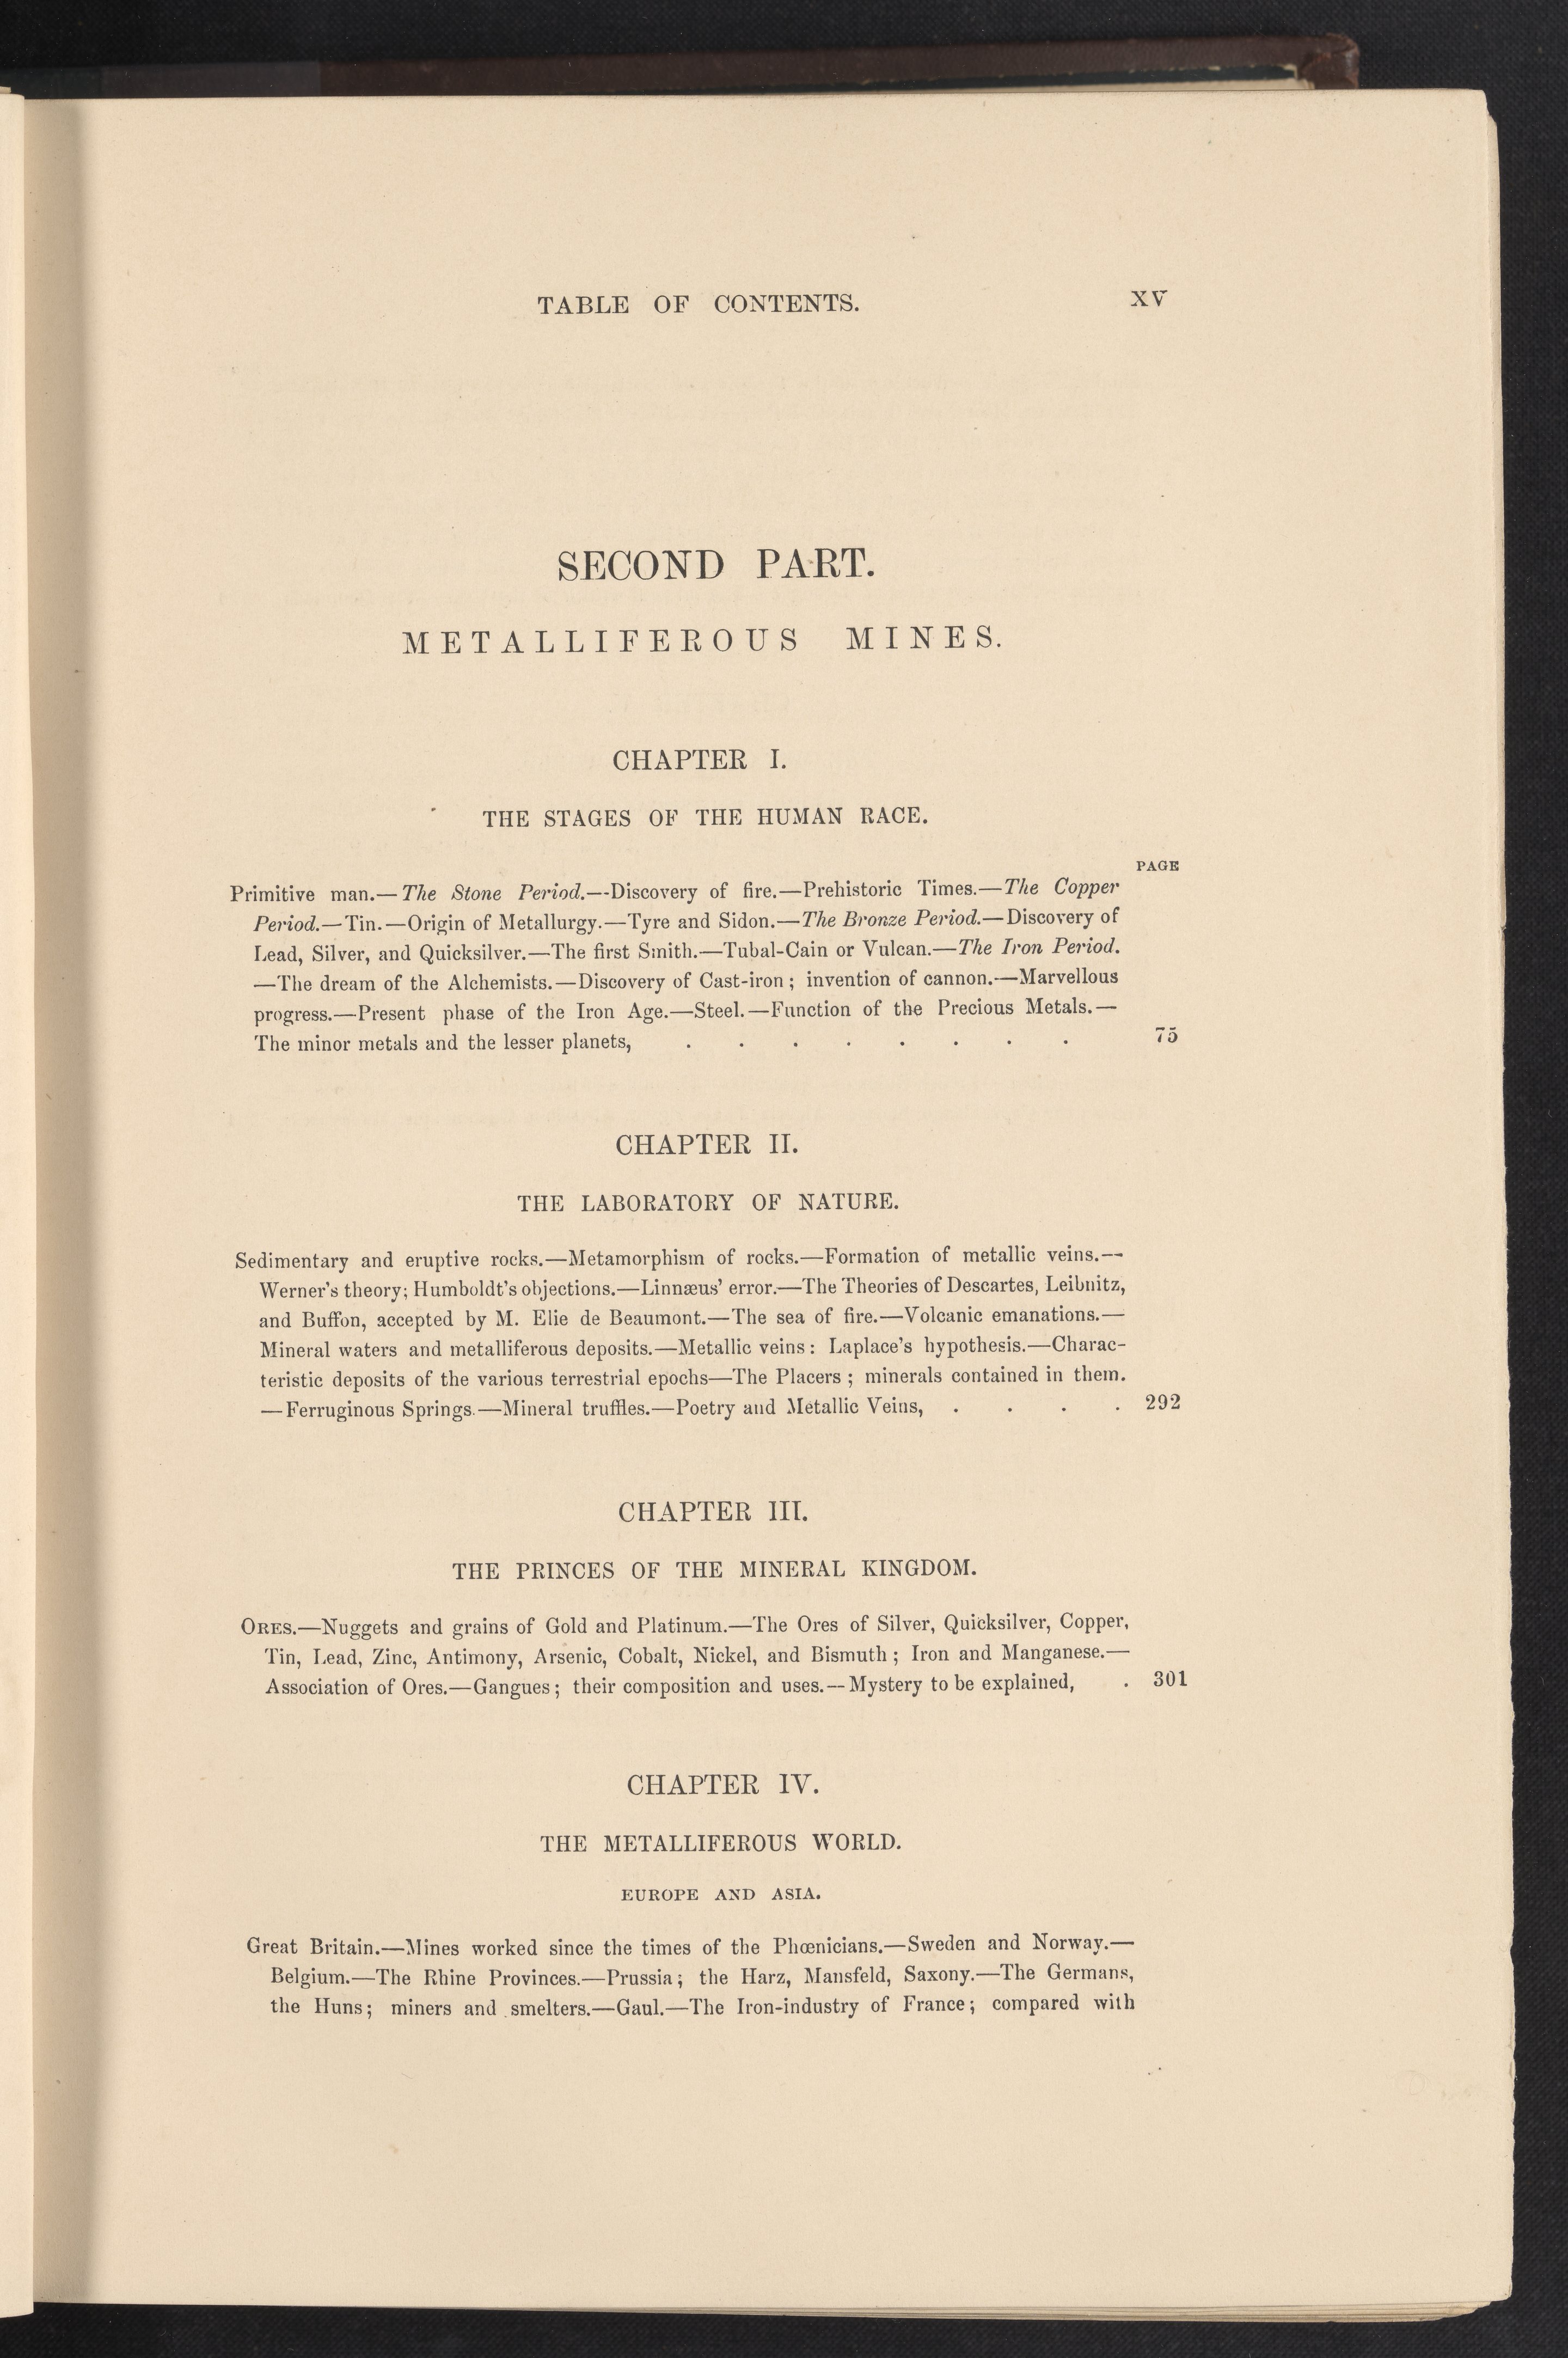 TABLE OF CONTENTS. XV
SECOND PART.
METALLIFEROUS MINES.
CHAPTER I.
THE STAGES OF THE HUMAN RACE.
PAGE
Primitive man.—The Stone Period.—Discovery of fire.—Prehistoric Times.—The Copper
Period.—Tin.—Origin of Metallurgy.—Tyre and Sidon.—The Bronze Period.—Discovery of
Lead, Silver, and Quicksilver.—The first Smith.—Tubal-Cain or Vulcan.—The Iron Period.
—The dream of the Alchemists.—Discovery of Cast-iron; invention of cannon.—Marvellous
progress.—Present phase of the Iron Age.—Steel.—Function of the Precious Metals.—
The minor metals and the lesser planets, . . . . . . . . 75
CHAPTER II.
THE LABORATORY OF NATURE.
Sedimentary and eruptive rocks.—Metamorphism of rocks.—Formation of metallic veins.—
Werner's theory; Humboldt's objections.—Linnæus' error.—The Theories of Descartes, Leibnitz,
and Buffon, accepted by M. Elie de Beaumont.—The sea of fire.—Volcanic emanations.—
Mineral waters and metalliferous deposits.—Metallic veins: Laplace's hypothesis.—Charac-
teristic deposits of the various terrestrial epochs—The Placers; minerals contained in them.
—Ferruginous Springs.—Mineral truffles.—Poetry and Metallic Veins, . . . . 292
CHAPTER III.
THE PRINCES OF THE MINERAL KINGDOM.
ORES.—Nuggets and grains of Gold and Platinum.—The Ores of Silver, Quicksilver, Copper,
Tin, Lead, Zinc, Antimony, Arsenic, Cobalt, Nickel, and Bismuth; Iron and Manganese.—
Association of Ores.—Gangues; their composition and uses.—Mystery to be explained, . 301
CHAPTER IV.
THE METALLIFEROUS WORLD.
EUROPE AND ASIA.
Great Britain.—Mines worked since the times of the Phœnicians.—Sweden and Norway.—
Belgium.—The Rhine Provinces.—Prussia; the Harz, Mansfeld, Saxony.—The Germans,
the Huns; miners and smelters.—Gaul.—The Iron-industry of France; compared with